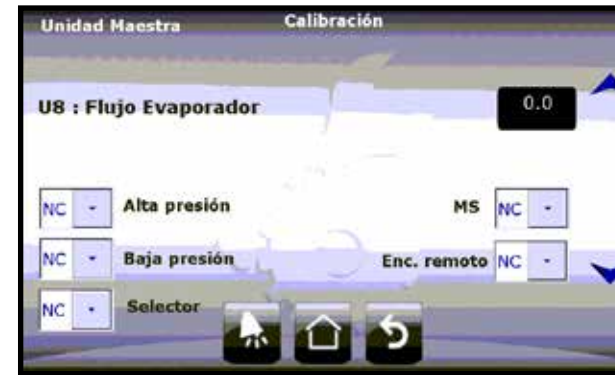 Unidad Maestra Calibración
U8 : Flujo Evaporador 0.0
NC Alta presión MS NC
NC Baja presión Enc. remoto NC
NC Selector